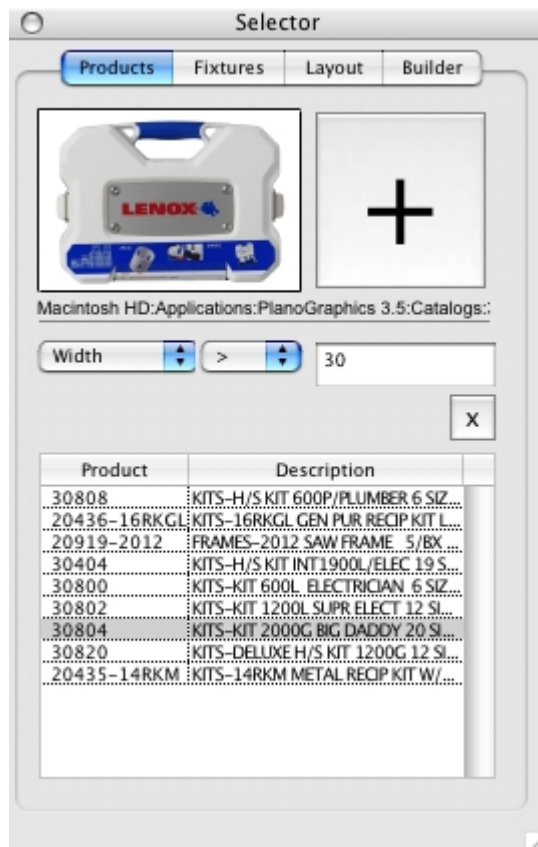 Selector
Products Fixtures Layout Builder
LENOX
+
Macintosh HD:Applications:PlanoGraphics 3.5:Catalogs:
Width > 30
x
Product Description
30808 KITS-H/S KIT 600P/PLUMBER 6 SIZ...
20436-16RKGL KITS-16RKGL GEN PUR RECIP KIT L...
20919-2012 FRAMES-2012 SAW FRAME 5/BX ...
30404 KITS-H/S KIT INT1900L/ELEC 19 S...
30800 KITS-KIT 600L ELECTRICIAN 6 SIZ...
30802 KITS-KIT 1200L SUPR ELECT 12 SI...
30804 KITS-KIT 2000G BIG DADDY 20 SI...
30820 KITS-DELUXE H/S KIT 1200G 12 SI...
20435-14RKM KITS-14RKM METAL RECIP KIT W/...